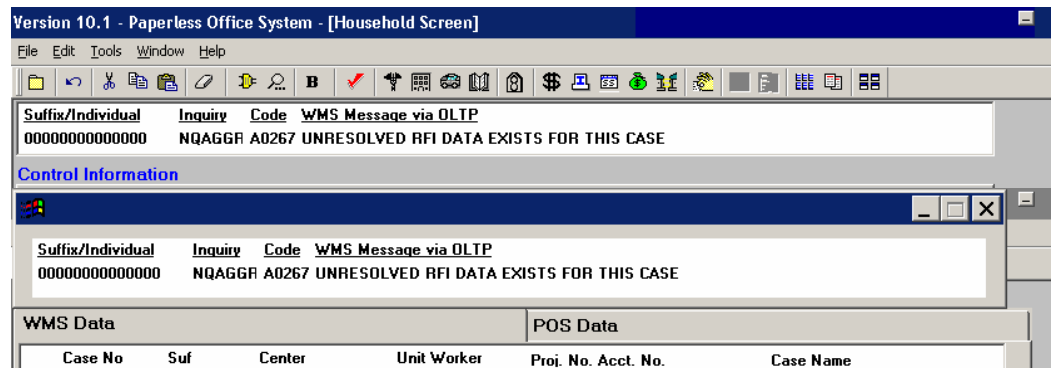 Version 10.1 - Paperless Office System - [Household Screen]
File Edit Tools Window Help
B
Suffix/Individual Inquiry Code WMS Message via OLTP
00000000000000 NQAGGR A0267 UNRESOLVED RFI DATA EXISTS FOR THIS CASE
Control Information
Suffix/Individual Inquiry Code WMS Message via OLTP
00000000000000 NQAGGR A0267 UNRESOLVED RFI DATA EXISTS FOR THIS CASE
WMS Data POS Data
Case No Suf Center Unit Worker Proj. No. Acct. No. Case Name